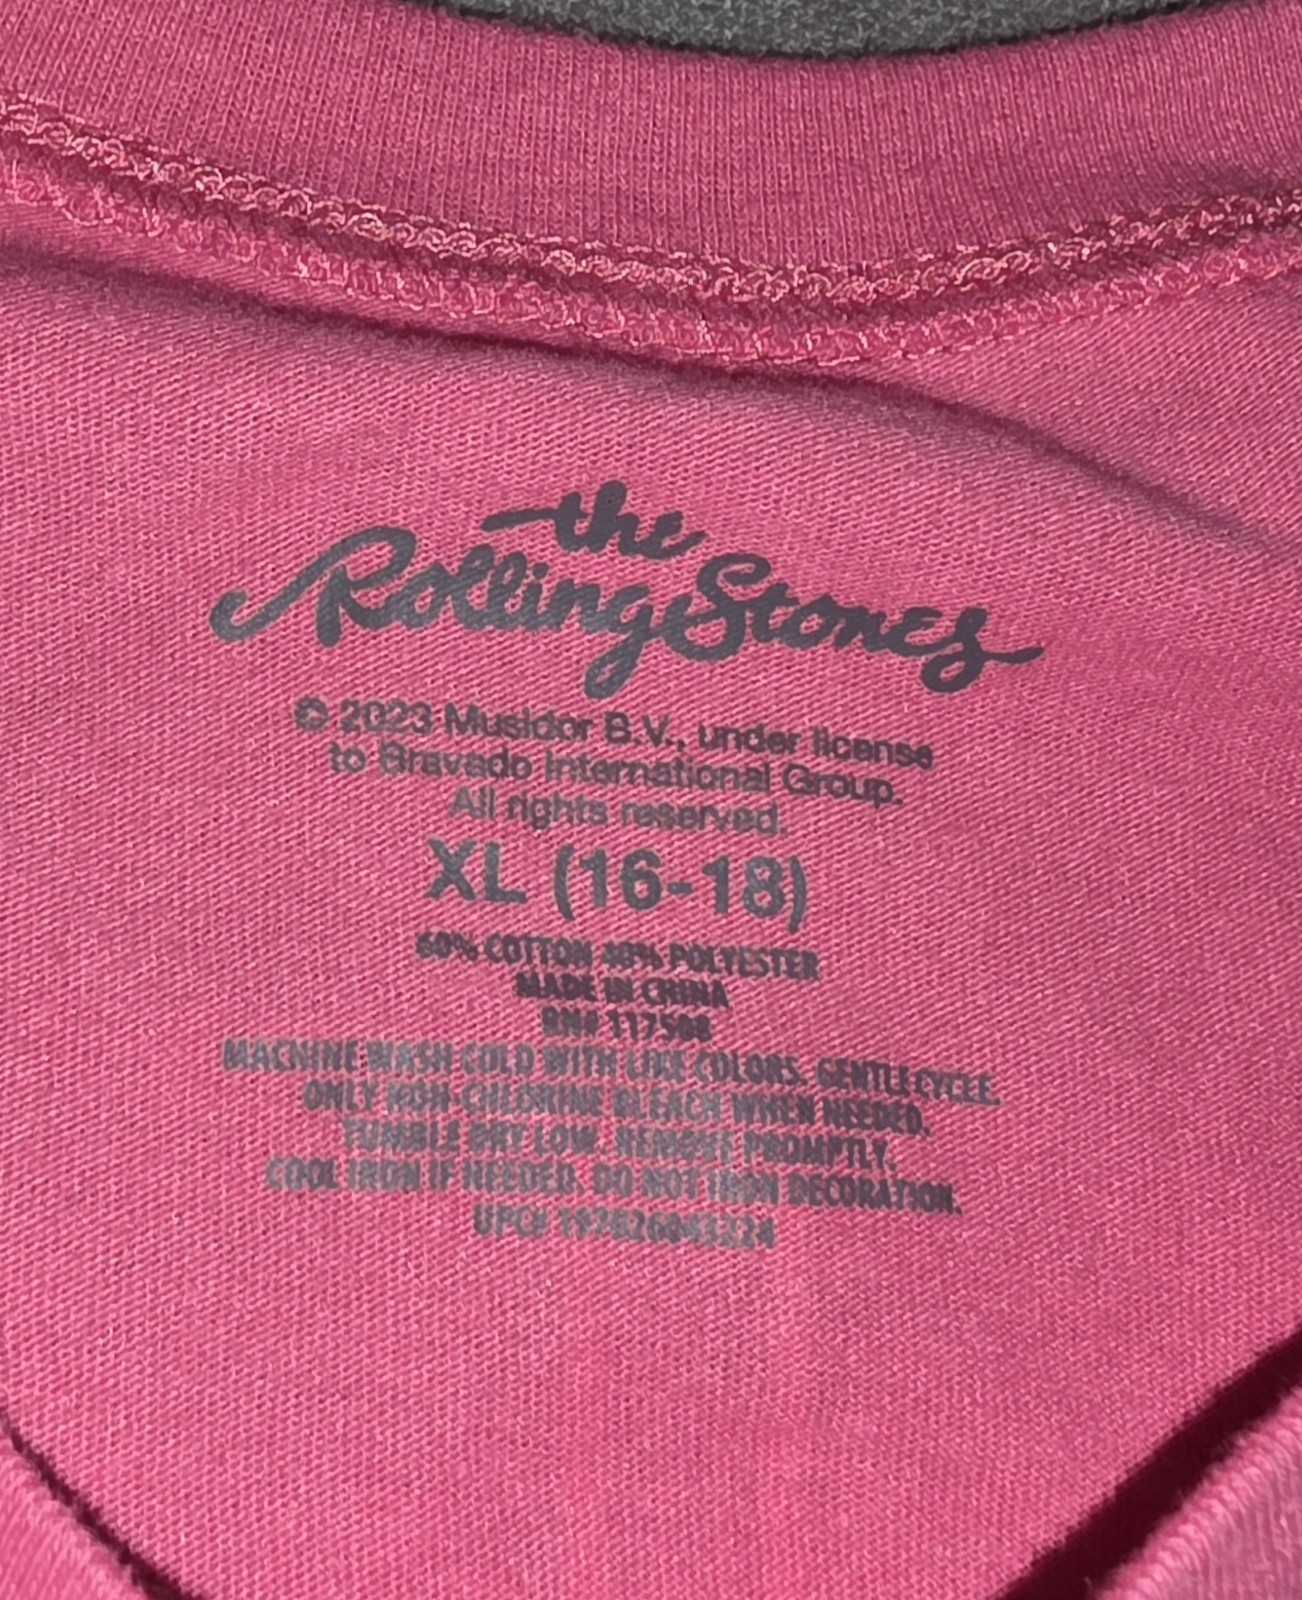 the
Rolling Stones
© 2023 Musidor B.V., under license
to Bravado International Group.
All rights reserved.
XL (16-18)
60% COTTON 40% POLYESTER
MADE IN CHINA
RN# 117508
MACHINE WASH COLD WITH LIKE COLORS. GENTLE CYCLE.
ONLY NON-CHLORINE BLEACH WHEN NEEDED.
TUMBLE DRY LOW. REMOVE PROMPTLY.
COOL IRON IF NEEDED. DO NOT IRON DECORATION.
UPC#